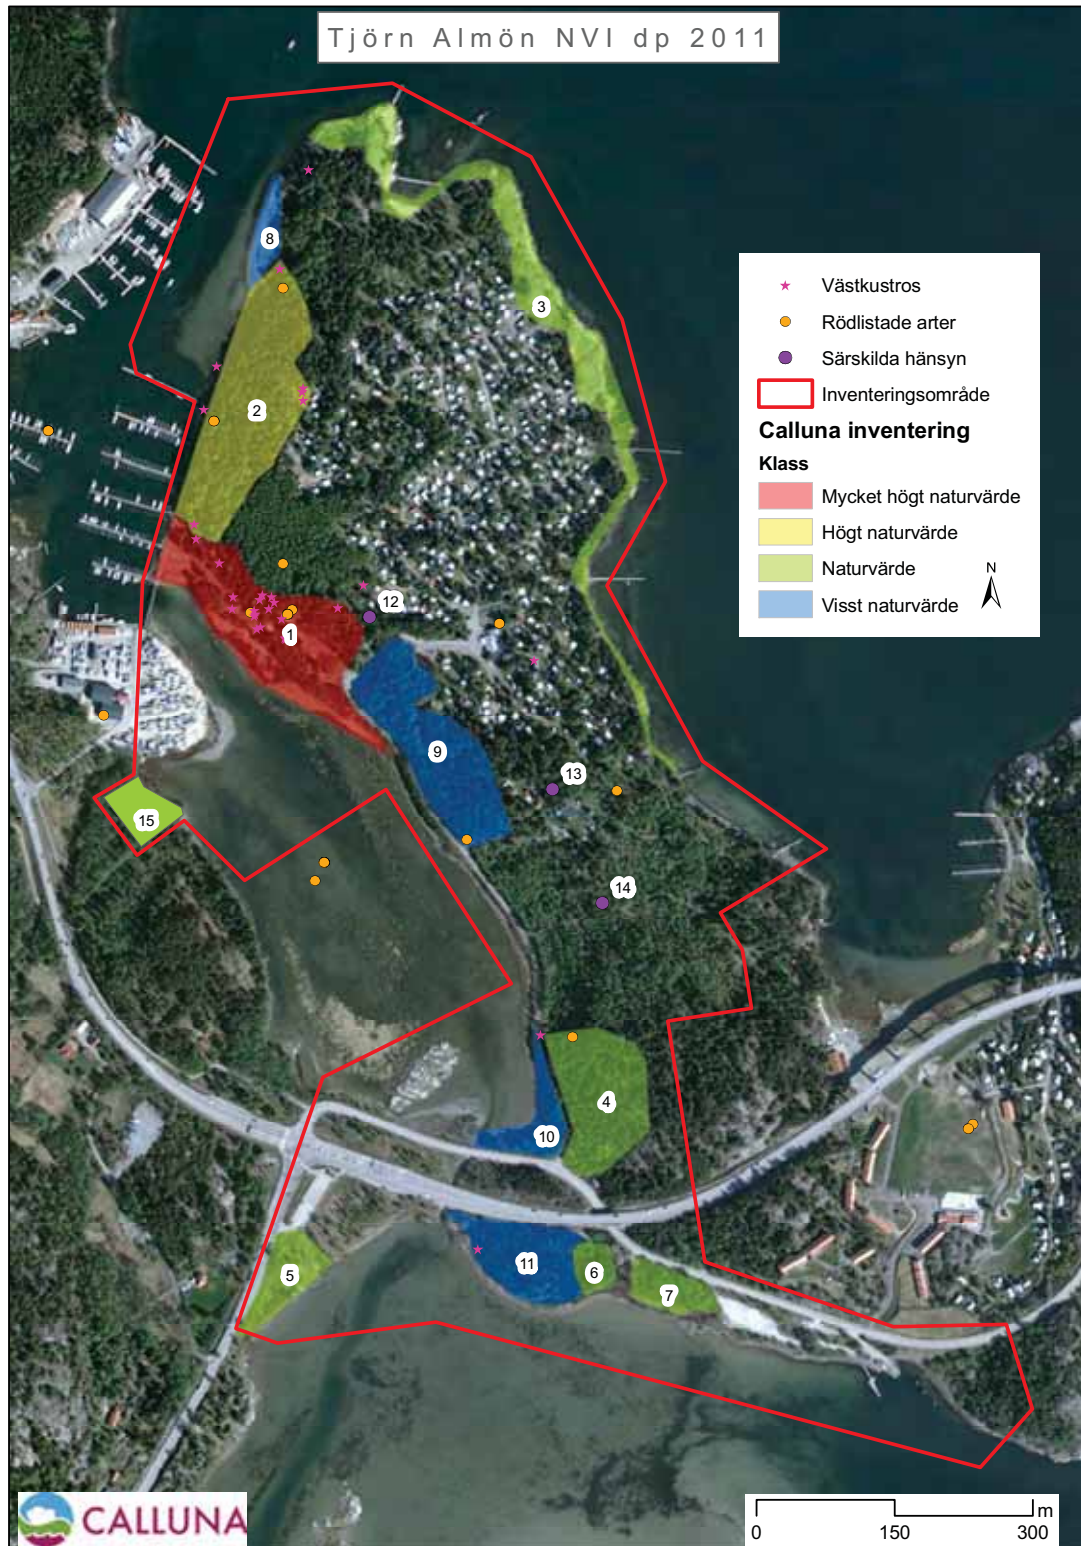 Tjörn Almön NVI dp 2011
8
3
2
Västkustros
Rödlistade arter
Särskilda hänsyn
Inventeringsområde
Calluna inventering
Klass
Mycket högt naturvärde
Högt naturvärde
Naturvärde
Visst naturvärde
N
12
1
9
13
15
14
4
10
11
5
6
7
CALLUNA
m
0 150 300